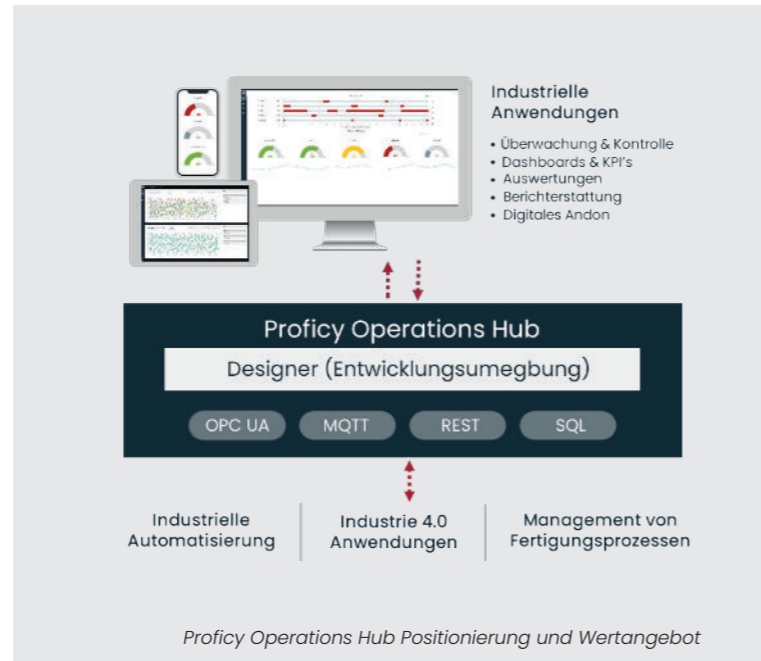 Industrielle
Anwendungen
• Überwachung & Kontrolle
• Dashboards & KPI's
• Auswertungen
• Berichterstattung
• Digitales Andon
Proficy Operations Hub
Designer (Entwicklungsumegbung)
OPC UA MQTT REST SQL
Industrielle
Automatisierung
Industrie 4.0
Anwendungen
Management von
Fertigungsprozessen
Proficy Operations Hub Positionierung und Wertangebot